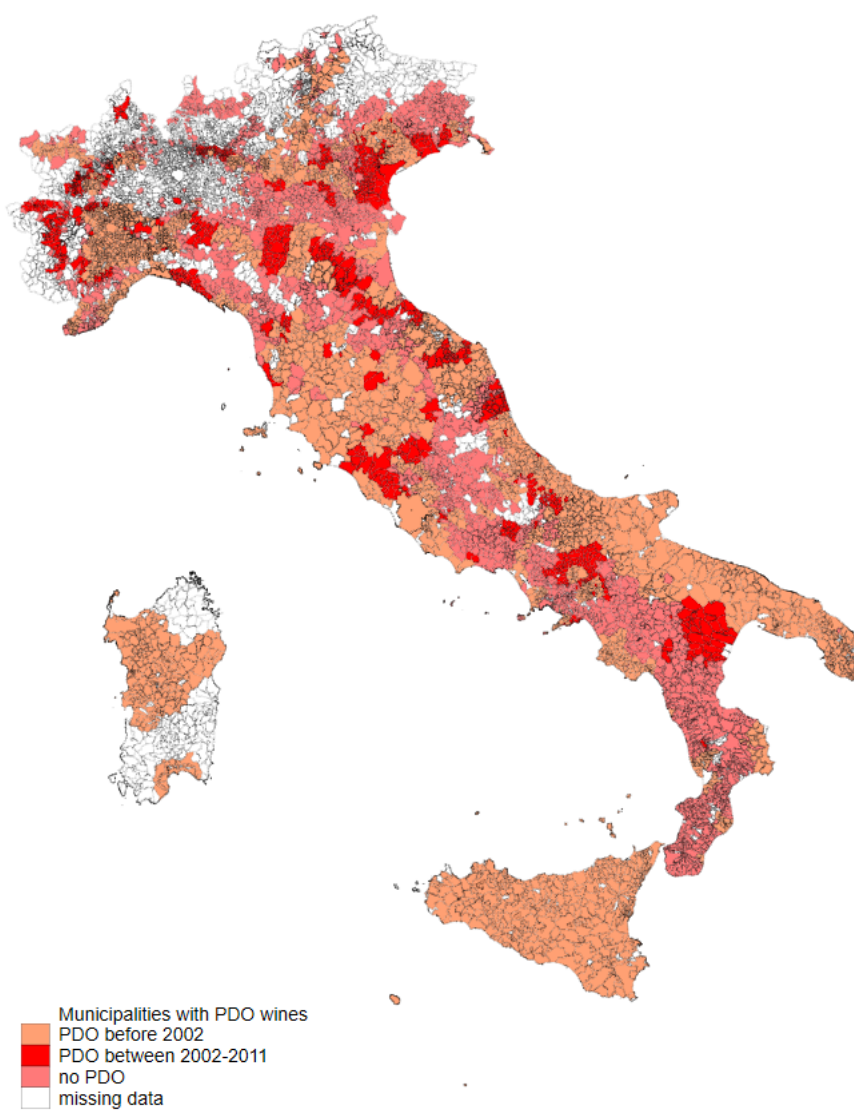 Municipalities with PDO wines
PDO before 2002
PDO between 2002-2011
no PDO
missing data